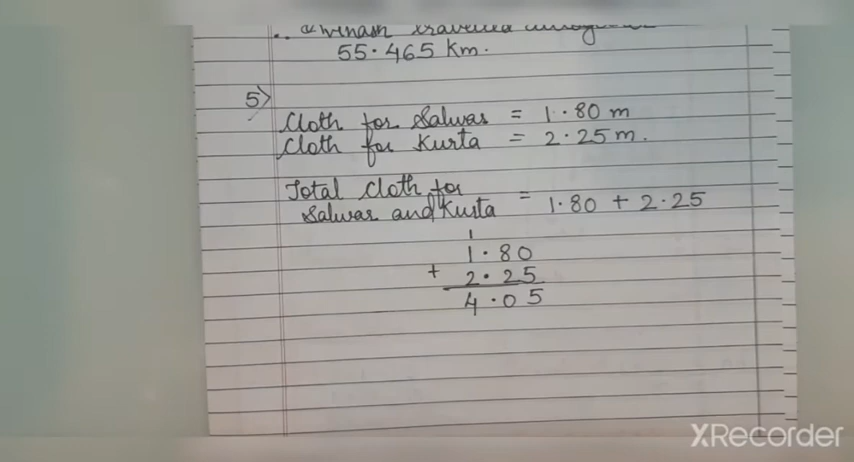 55.465 Km.
5)
Cloth for Salwar = 1.80 m
Cloth for Kurta = 2.25 m.
Total Cloth for
Salwar and Kurta = 1.80 + 2.25
1
1.80
+ 2.25
4.05
XRecorder